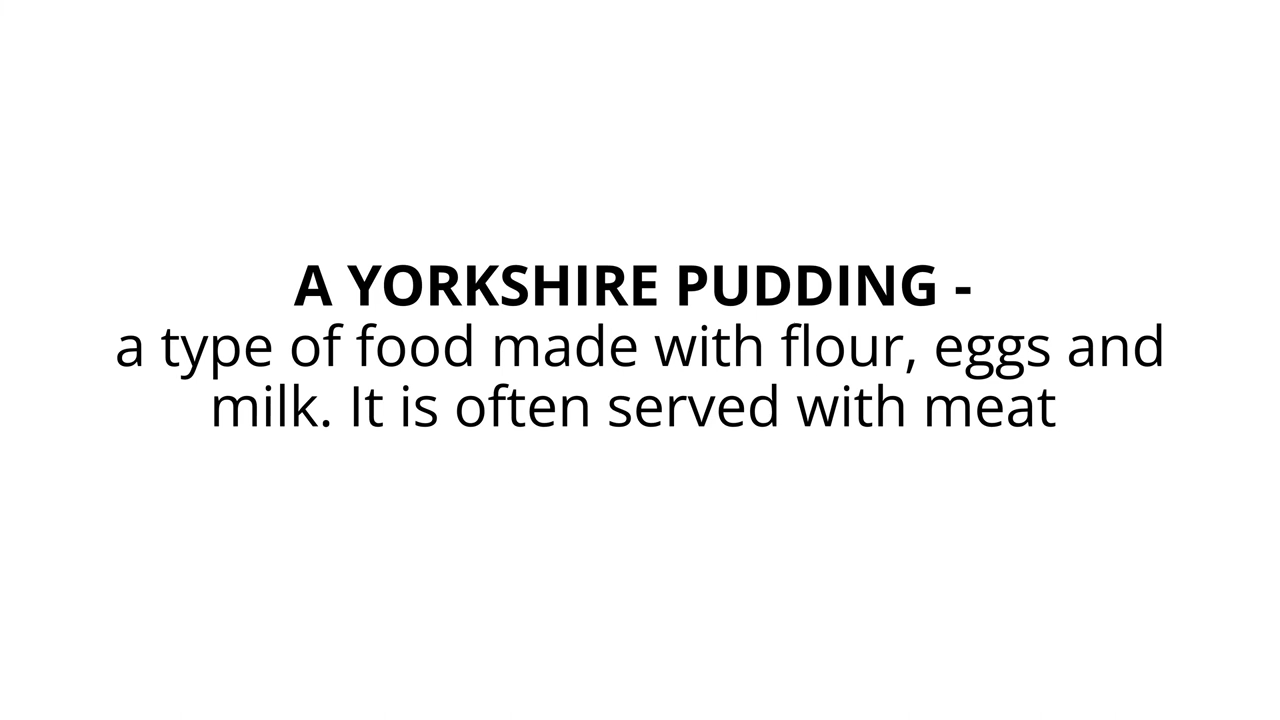 A YORKSHIRE PUDDING -
a type of food made with flour, eggs and
milk. It is often served with meat